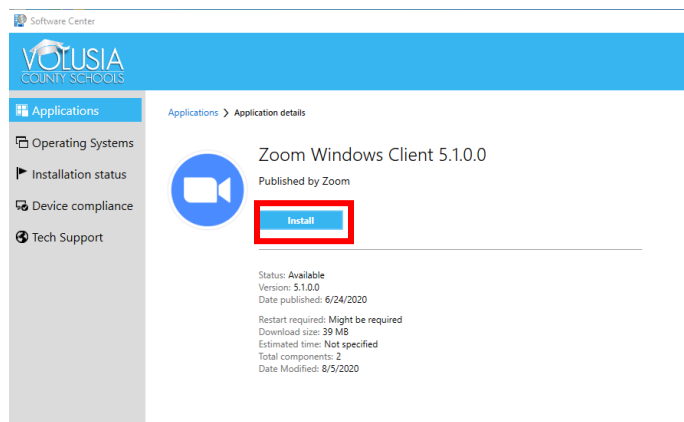 Software Center
VOLUSIA
COUNTY SCHOOLS
Applications
Operating Systems
Installation status
Device compliance
Tech Support
Applications > Application details
Zoom Windows Client 5.1.0.0
Published by Zoom
Install
Status: Available
Version: 5.1.0.0
Date published: 6/24/2020
Restart required: Might be required
Download size: 39 MB
Estimated time: Not specified
Total components: 2
Date Modified: 8/5/2020